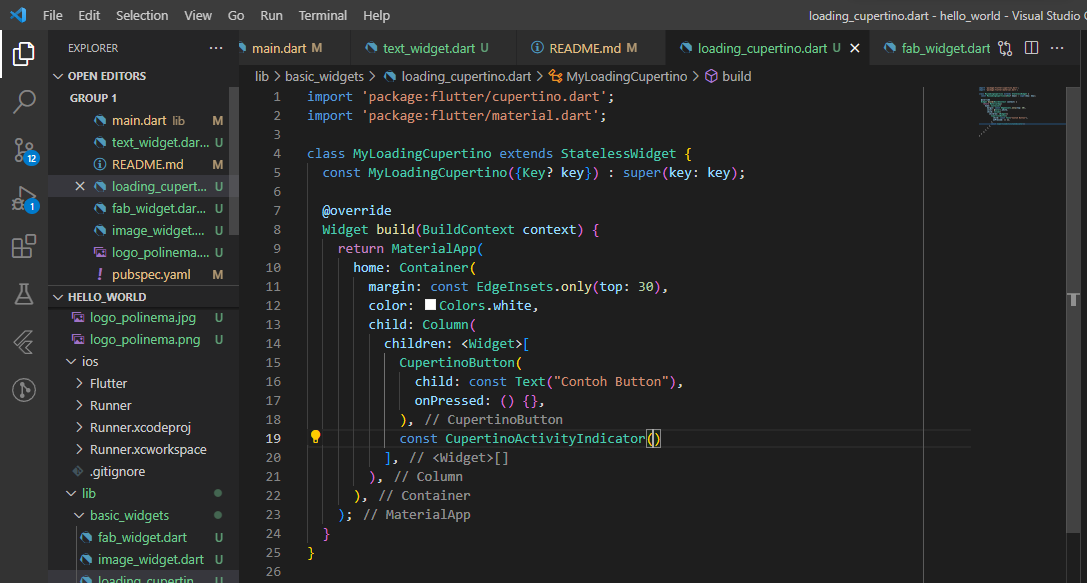 File Edit Selection View Go Run Terminal Help
loading_cupertino.dart - hello_world - Visual Studio
EXPLORER
main.dart M
text_widget.dart U
README.md M
loading_cupertino.dart U
fab_widget.dart
OPEN EDITORS
GROUP 1
main.dart lib M
text_widget.dar... U
README.md M
loading_cupert... U
fab_widget.dar... U
image_widget.... U
logo_polinema.... U
pubspec.yaml M
12
1
HELLO_WORLD
logo_polinema.jpg U
logo_polinema.png U
ios
Flutter
Runner
Runner.xcodeproj
Runner.xcworkspace
.gitignore
lib
basic_widgets
fab_widget.dart U
image_widget.dart U
loading_cupertin... U
lib > basic_widgets > loading_cupertino.dart > MyLoadingCupertino > build
1 import 'package:flutter/cupertino.dart';
2 import 'package:flutter/material.dart';
3
4 class MyLoadingCupertino extends StatelessWidget {
5 const MyLoadingCupertino({Key? key}) : super(key: key);
6
7 @override
8 Widget build(BuildContext context) {
9 return MaterialApp(
10 home: Container(
11 margin: const EdgeInsets.only(top: 30),
12 color: Colors.white,
13 child: Column(
14 children: <Widget>[
15 CupertinoButton(
16 child: const Text("Contoh Button"),
17 onPressed: () {},
18 ), // CupertinoButton
19 const CupertinoActivityIndicator()
20 ], // <Widget>[]
21 ), // Column
22 ), // Container
23 ); // MaterialApp
24 }
25 }
26